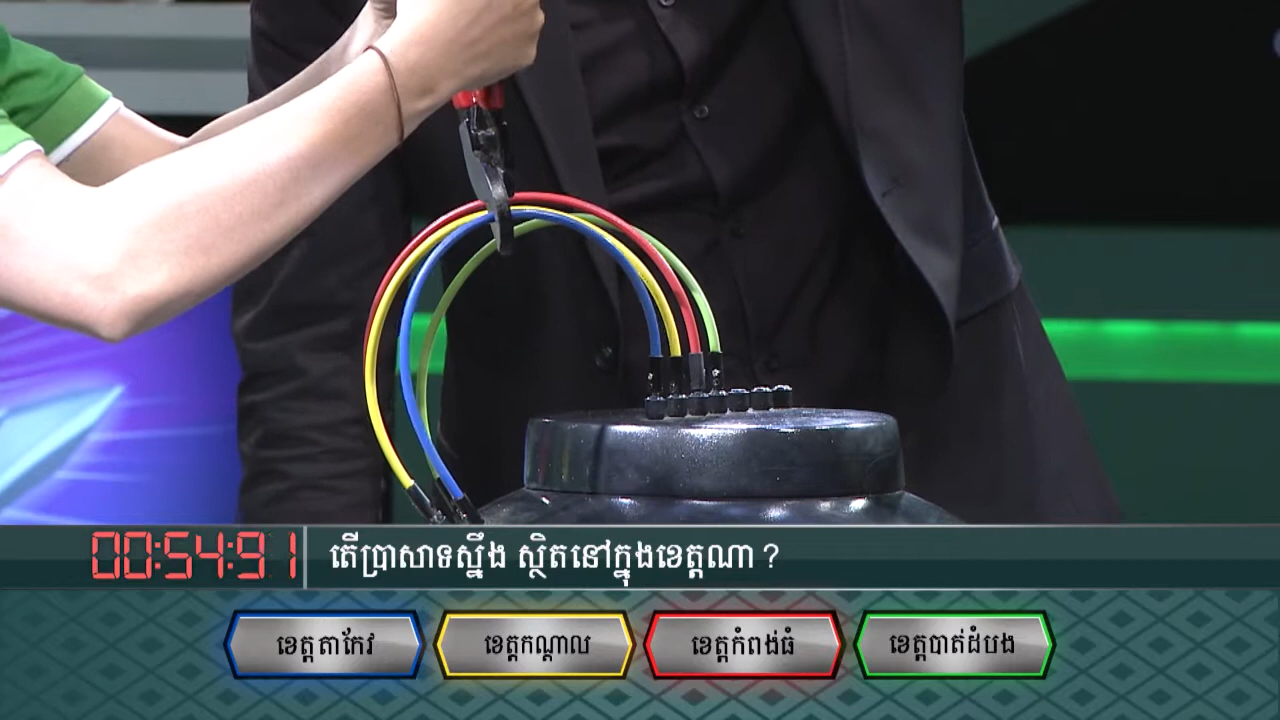 00:54:91
តើប្រាសាទស្នឹង ស្ថិតនៅក្នុងខេត្តណា ?
ខេត្តតាកែវ
ខេត្តកណ្តាល
ខេត្តកំពង់ធំ
ខេត្តបាត់ដំបង